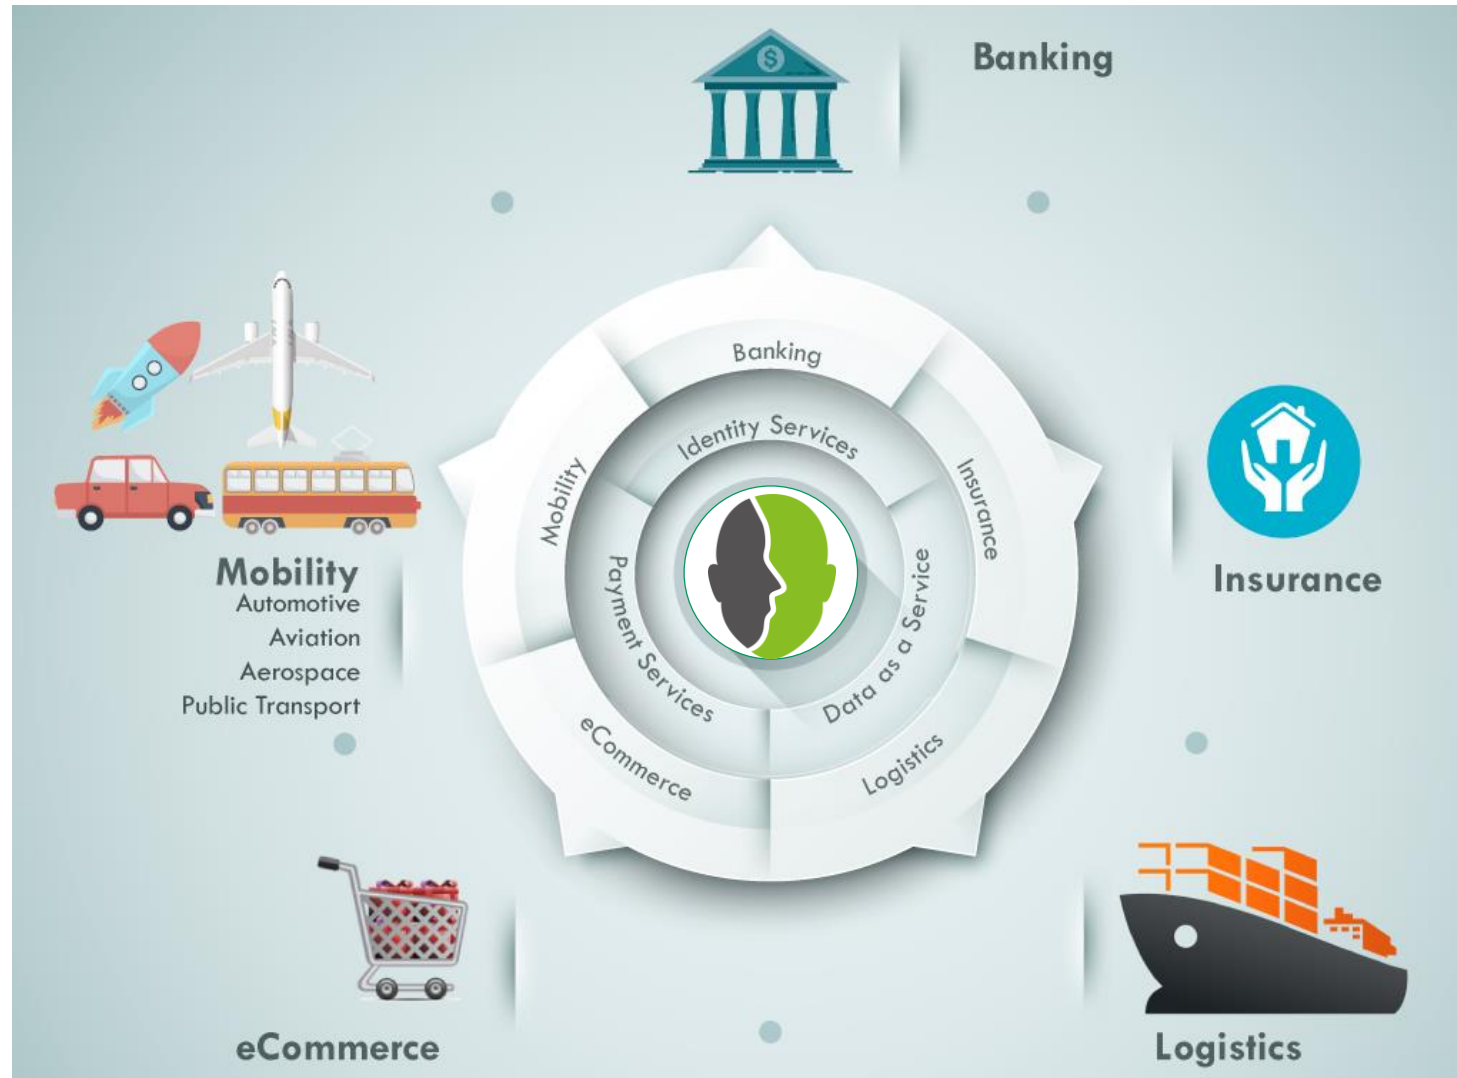 Banking
$
Banking
Identity Services
Mobility
Insurance
Payment Services
Data as a Service
eCommerce
Logistics
Mobility
Automotive
Aviation
Aerospace
Public Transport
Insurance
eCommerce
Logistics